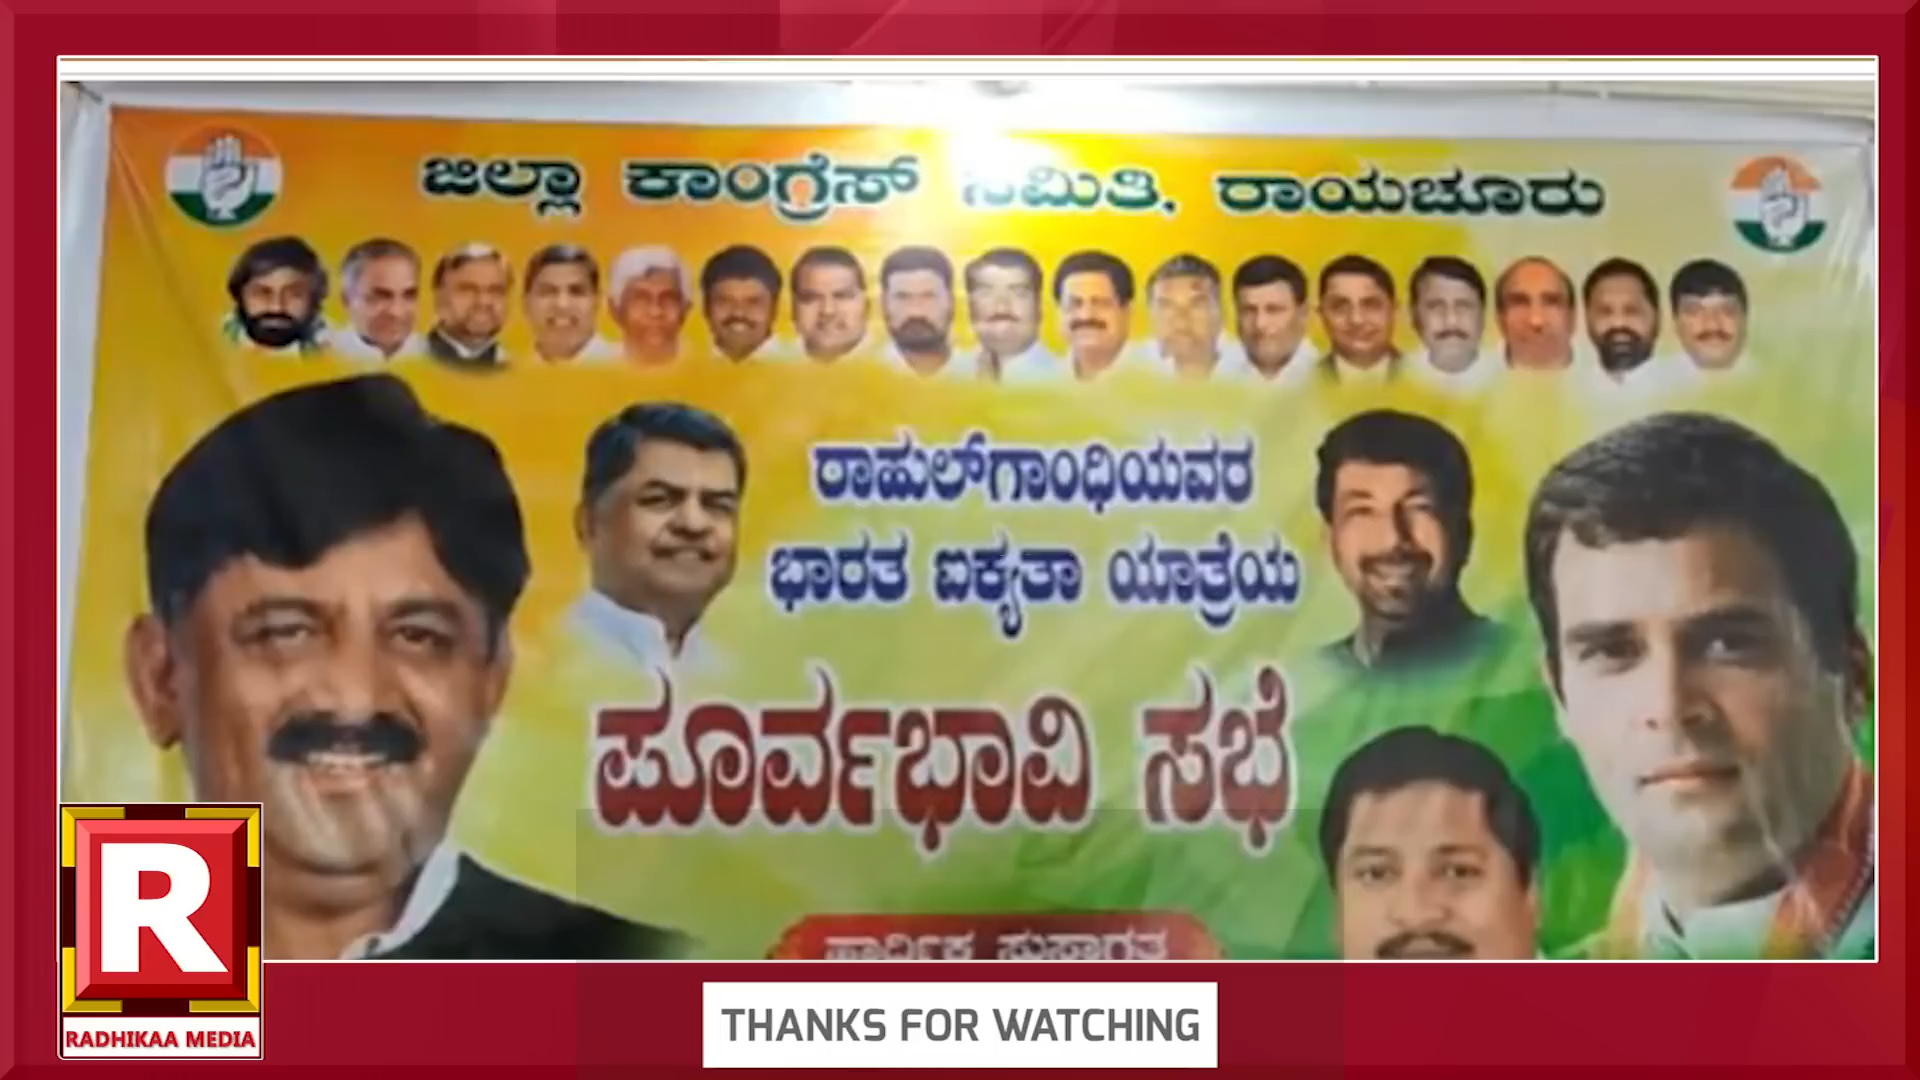 ಜಿಲ್ಲಾ ಕಾಂಗ್ರೆಸ್ ಸಮಿತಿ, ರಾಯಚೂರು
ರಾಹುಲ್‌ಗಾಂಧಿಯವರ
ಭಾರತ ಐಕ್ಯತಾ ಯಾತ್ರೆಯ
ಪೂರ್ವಭಾವಿ ಸಭೆ
R
RADHIKAA MEDIA
THANKS FOR WATCHING